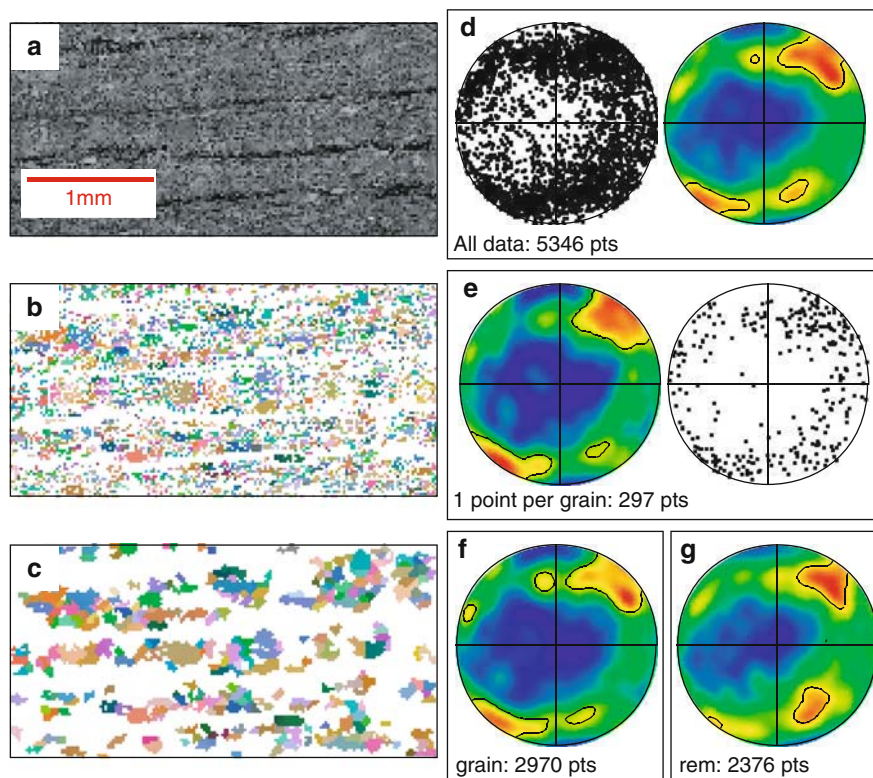 a
1mm
b
c
d
All data: 5346 pts
e
1 point per grain: 297 pts
f
grain: 2970 pts
g
rem: 2376 pts